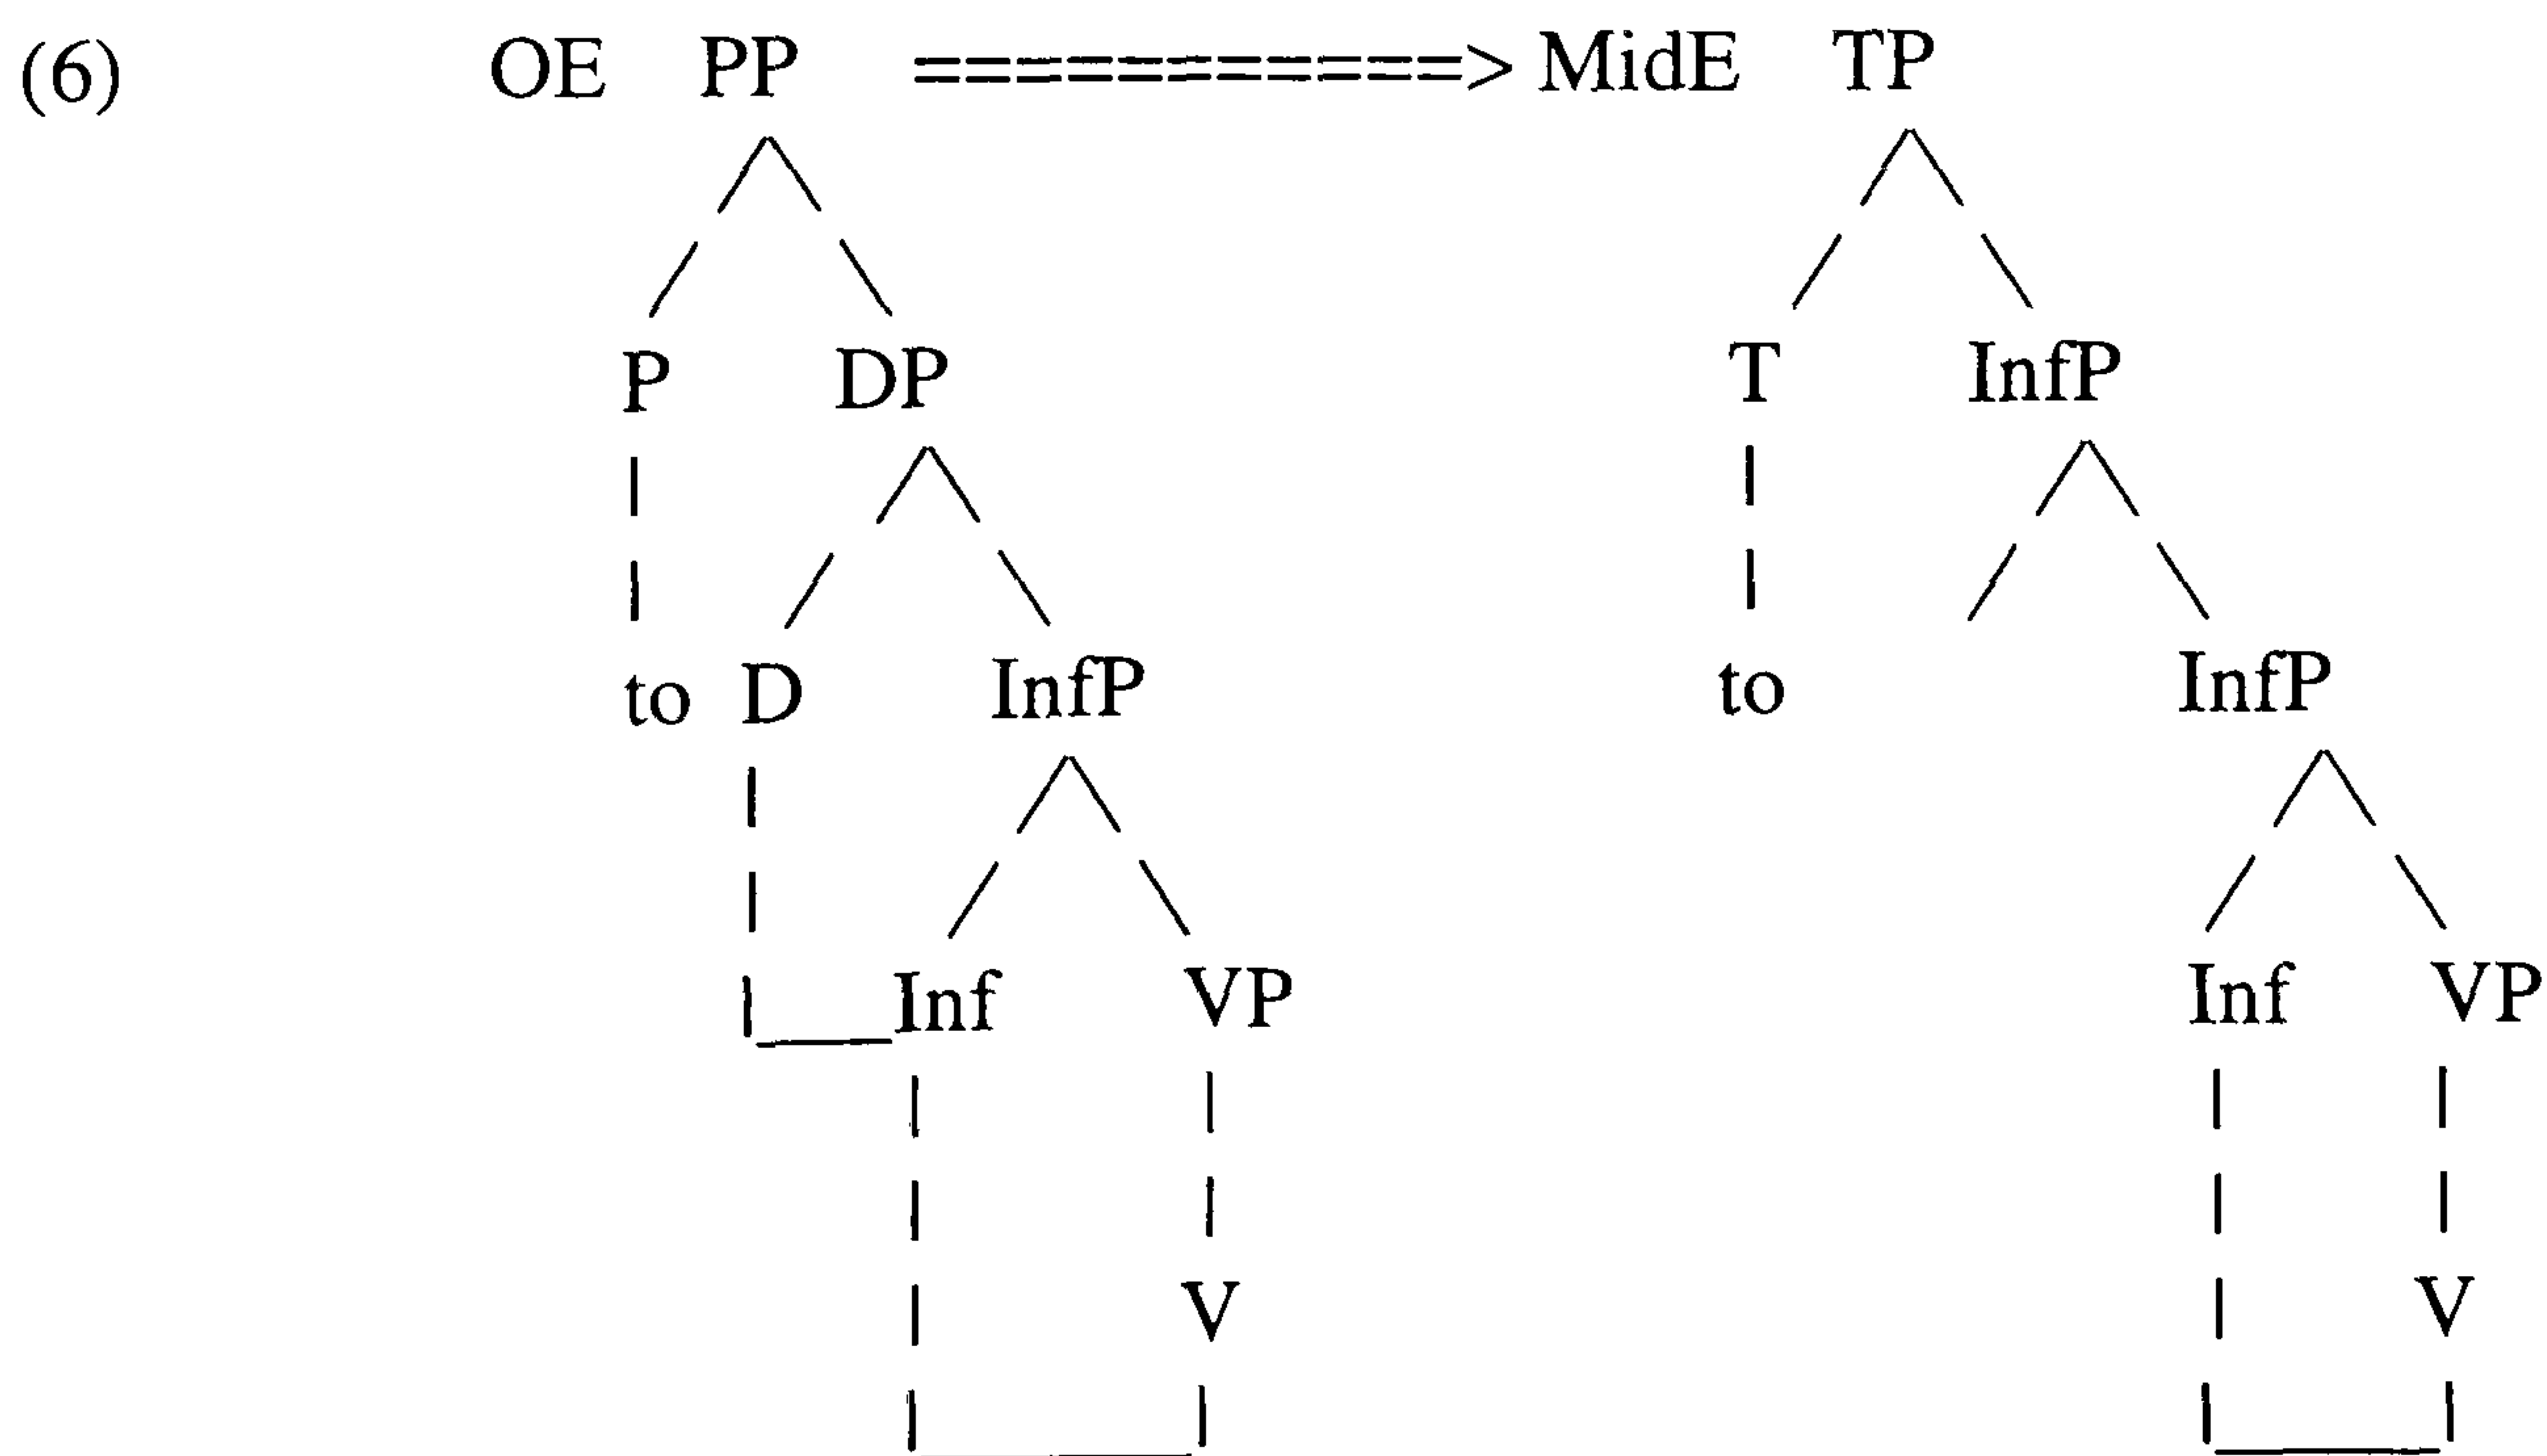 (6) OE PP ===========> MidE TP
P DP T InfP
to D InfP to InfP
Inf VP Inf VP
V V